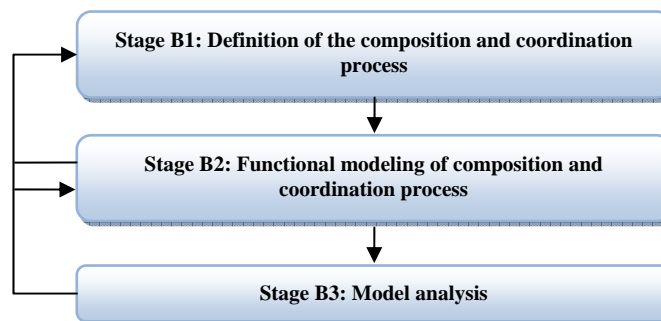 Stage B1: Definition of the composition and coordination
process
Stage B2: Functional modeling of composition and
coordination process
Stage B3: Model analysis